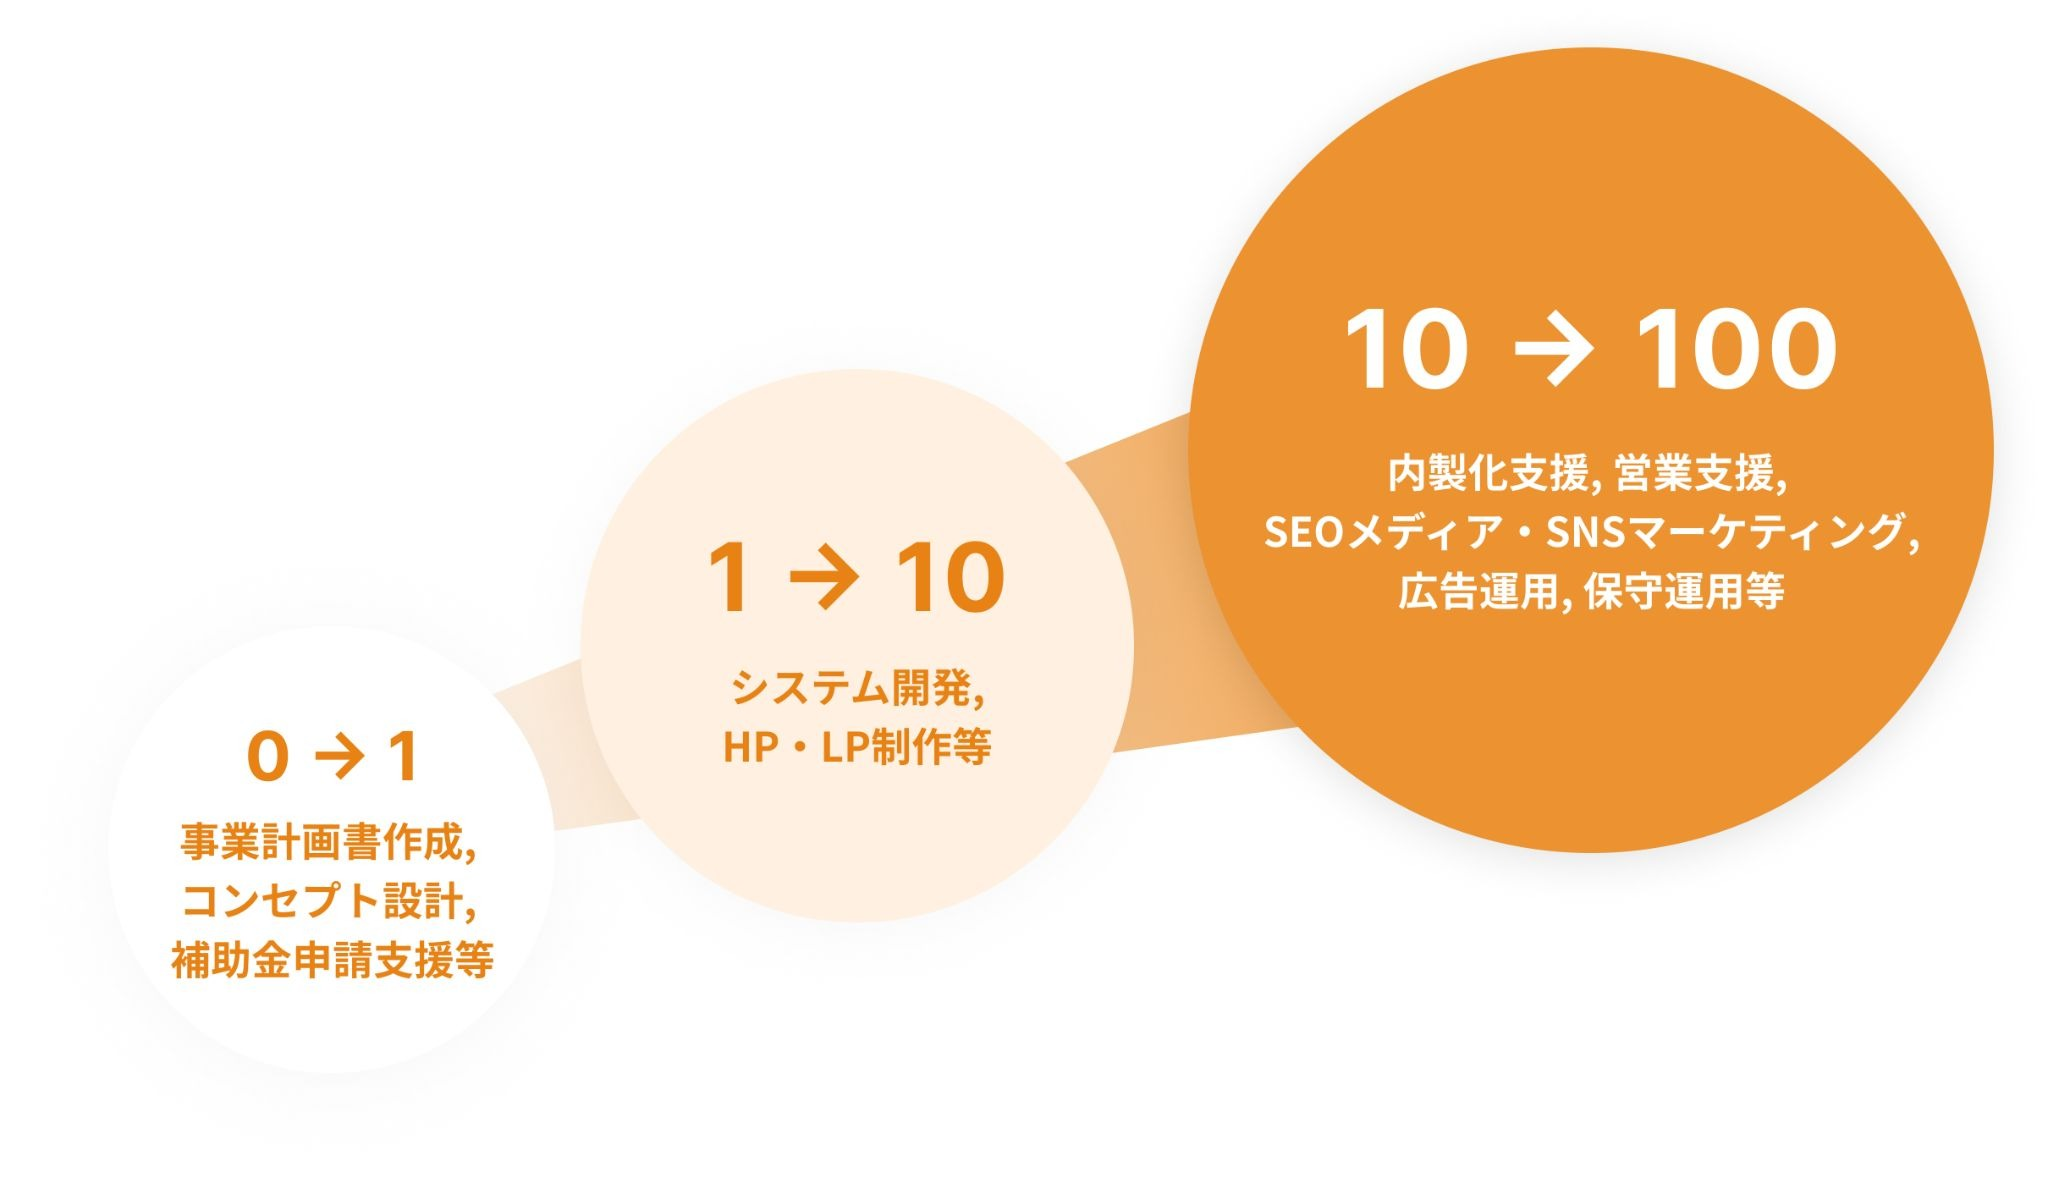 0 → 1
事業計画書作成,
コンセプト設計,
補助金申請支援等
1 → 10
システム開発,
HP・LP制作等
10 → 100
内製化支援, 営業支援,
SEOメディア・SNSマーケティング,
広告運用, 保守運用等